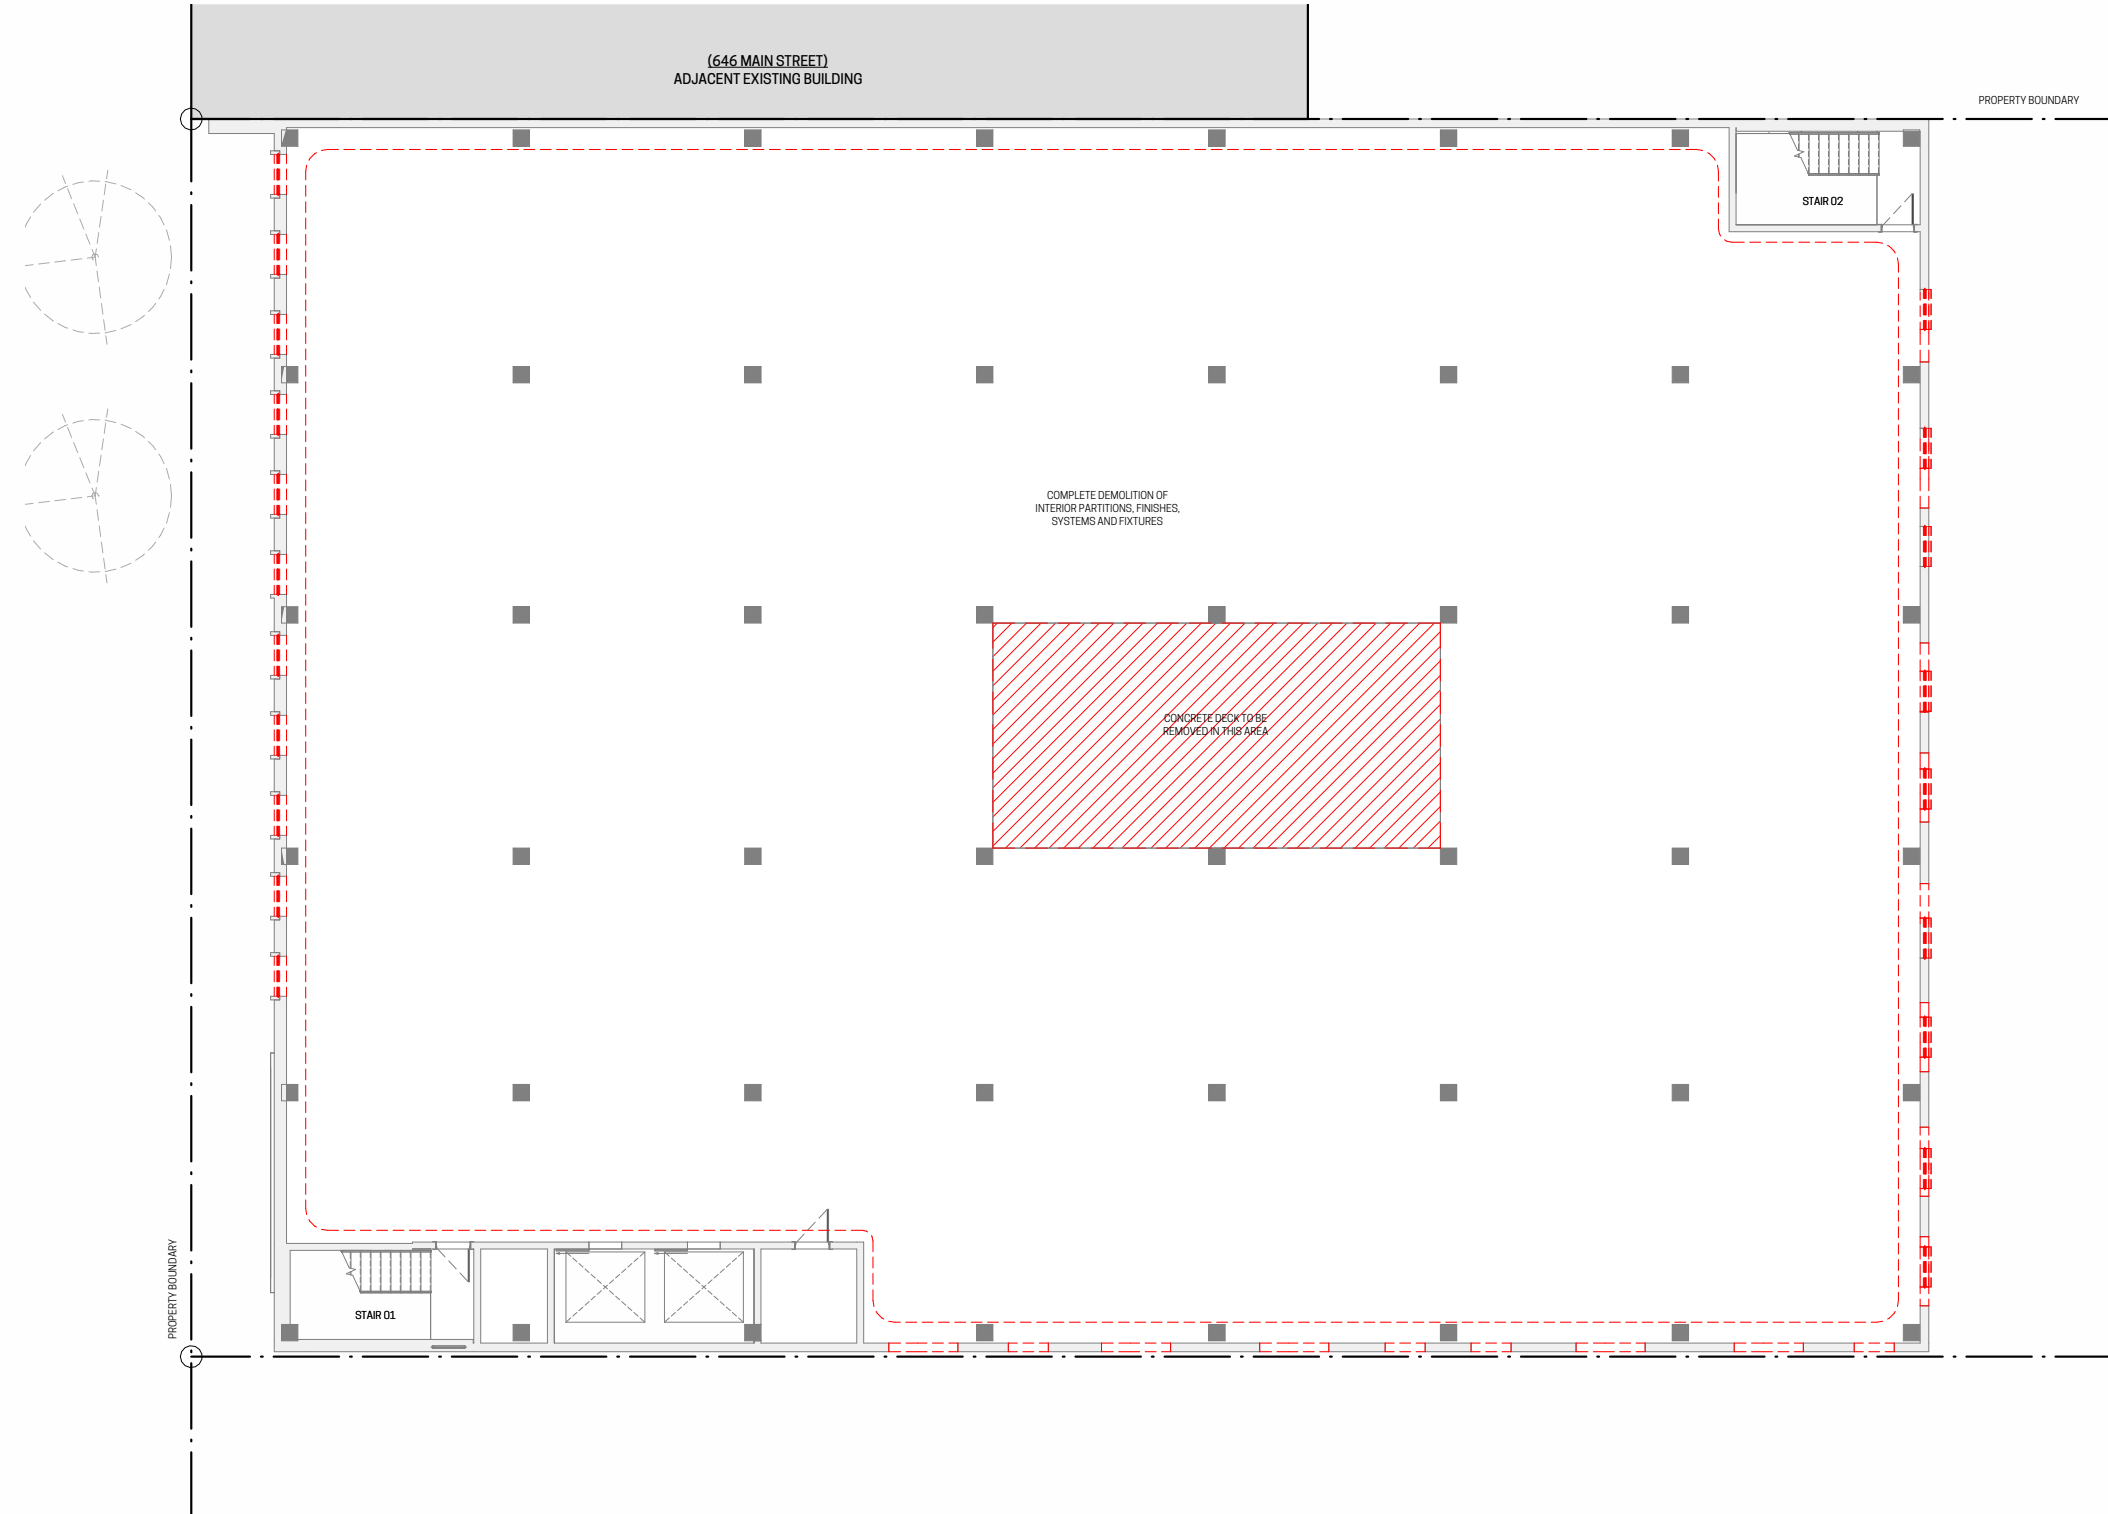 (646 MAIN STREET)
ADJACENT EXISTING BUILDING
PROPERTY BOUNDARY
STAIR 02
COMPLETE DEMOLITION OF
INTERIOR PARTITIONS, FINISHES,
SYSTEMS AND FIXTURES
CONCRETE DECK TO BE
REMOVED IN THIS AREA
PROPERTY BOUNDARY
STAIR 01